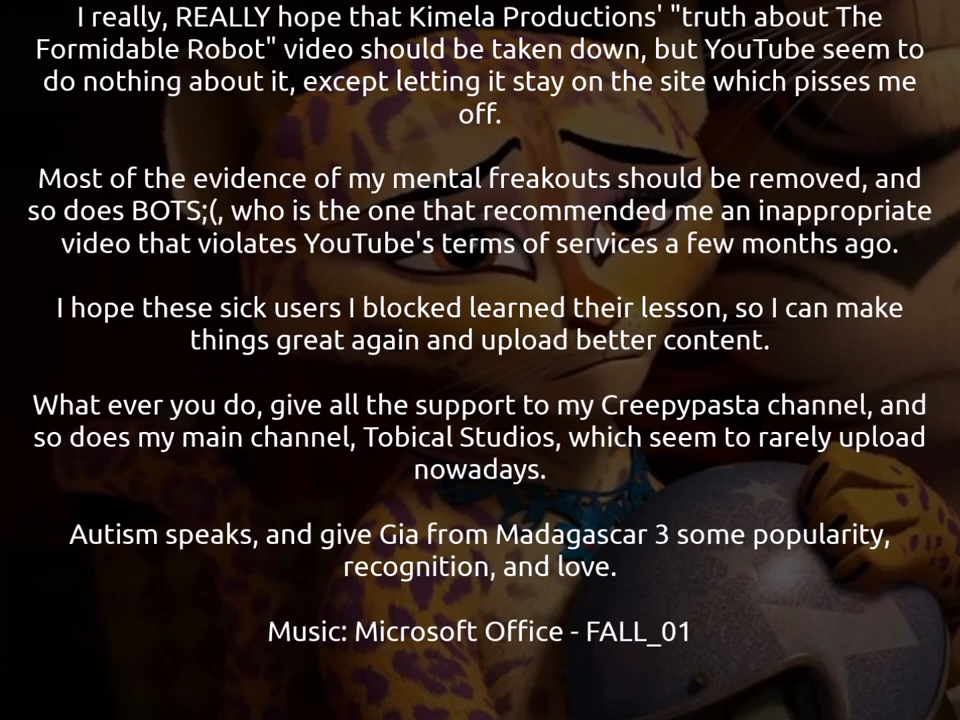 I really, REALLY hope that Kimela Productions' "truth about The
Formidable Robot" video should be taken down, but YouTube seem to
do nothing about it, except letting it stay on the site which pisses me
off.
Most of the evidence of my mental freakouts should be removed, and
so does BOTS;(, who is the one that recommended me an inappropriate
video that violates YouTube's terms of services a few months ago.
I hope these sick users I blocked learned their lesson, so I can make
things great again and upload better content.
What ever you do, give all the support to my Creepypasta channel, and
so does my main channel, Tobical Studios, which seem to rarely upload
nowadays.
Autism speaks, and give Gia from Madagascar 3 some popularity,
recognition, and love.
Music: Microsoft Office - FALL_01